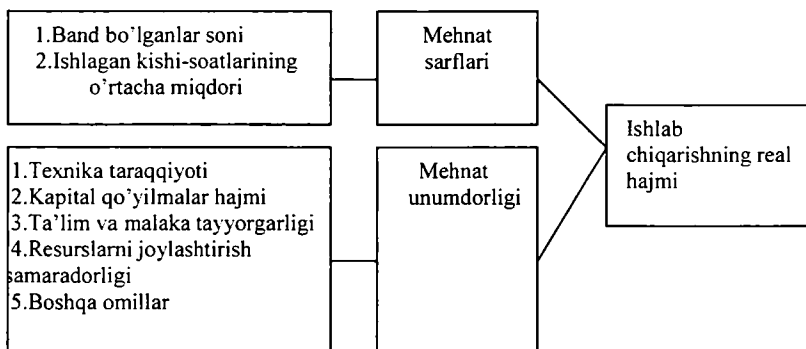 1.Band bo'lganlar soni
2.Ishlagan kishi-soatlarining
o'rtacha miqdori
Mehnat
sarflari
Ishlab
chiqarishning real
hajmi
1.Texnika taraqqiyoti
2.Kapital qo'yilmalar hajmi
3.Ta'lim va malaka tayyorgarligi
4.Resurslarni joylashtirish
samaradorligi
5.Boshqa omillar
Mehnat
unumdorligi